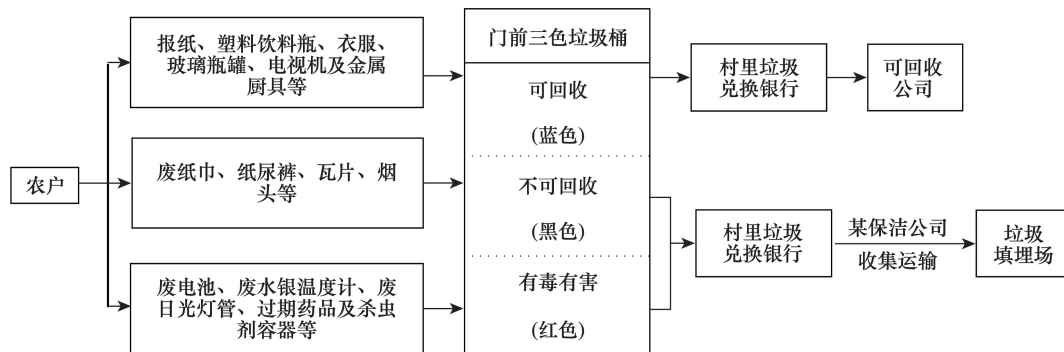 农户
报纸、塑料饮料瓶、衣服、
玻璃瓶罐、电视机及金属
厨具等
废纸巾、纸尿裤、瓦片、烟
头等
废电池、废水银温度计、废
日光灯管、过期药品及杀虫
剂容器等
门前三色垃圾桶
可回收
(蓝色)
不可回收
(黑色)
有毒有害
(红色)
村里垃圾
兑换银行
可回收
公司
村里垃圾
兑换银行
某保洁公司
收集运输
垃圾
填埋场